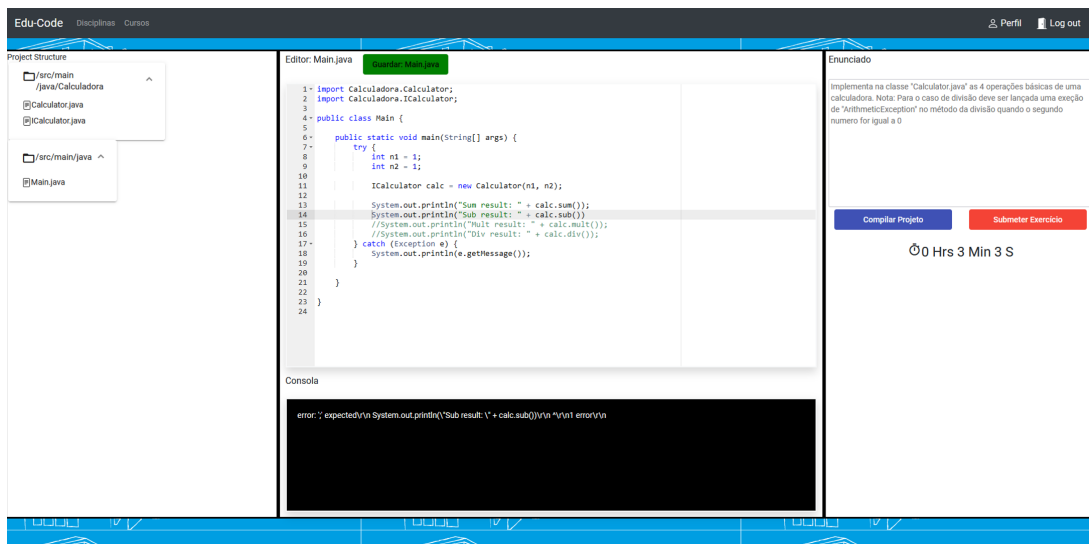 Edu-Code Disciplinas Cursos Perfil Log out
Project Structure
/src/main
/java/Calculadora
Calculator.java
ICalculator.java
/src/main/java
Main.java
Editor: Main.java Guardar: Main.java
1 import Calculadora.Calculator;
2 import Calculadora.ICalculator;
3
4 public class Main {
5
6 public static void main(String[] args) {
7 try {
8 int n1 = 1;
9 int n2 = 1;
10
11 ICalculator calc = new Calculator(n1, n2);
12
13 System.out.println("Sum result: " + calc.sum());
14 System.out.println("Sub result: " + calc.sub())
15 //System.out.println("Mult result: " + calc.mult());
16 //System.out.println("Div result: " + calc.div());
17 } catch (Exception e) {
18 System.out.println(e.getMessage());
19 }
20
21 }
22
23 }
24
Consola
error: ';' expected\r\n System.out.println(\"Sub result: \" + calc.sub())\r\n ^\r\n1 error\r\n
Enunciado
Implementa na classe "Calculator.java" as 4 operações básicas de uma
calculadora. Nota: Para o caso de divisão deve ser lançada uma exeção
de "ArithmeticException" no método da divisão quando o segundo
numero for igual a 0
Compilar Projeto Submeter Exercício
0 Hrs 3 Min 3 S